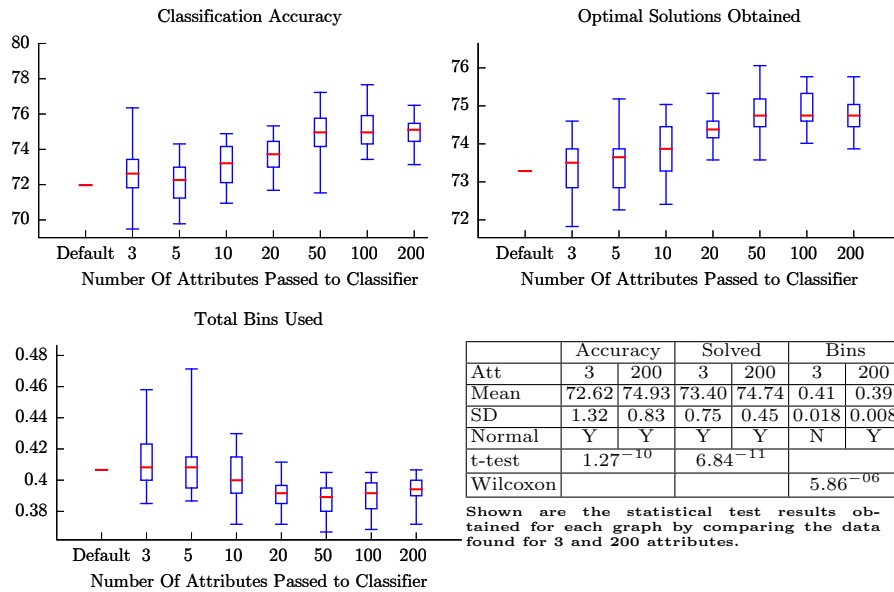 Classification Accuracy
80
78
76
74
72
70
Default 3 5 10 20 50 100 200
Number Of Attributes Passed to Classifier
Optimal Solutions Obtained
76
75
74
73
72
Default 3 5 10 20 50 100 200
Number Of Attributes Passed to Classifier
Total Bins Used
0.48
0.46
0.44
0.42
0.4
0.38
Default 3 5 10 20 50 100 200
Number Of Attributes Passed to Classifier
Accuracy Solved Bins
Att 3 200 3 200 3 200
Mean 72.62 74.93 73.40 74.74 0.41 0.39
SD 1.32 0.83 0.75 0.45 0.018 0.008
Normal Y Y Y Y N Y
t-test 1.27⁻¹⁰ 6.84⁻¹¹
Wilcoxon 5.86⁻⁰⁶
Shown are the statistical test results ob-
tained for each graph by comparing the data
found for 3 and 200 attributes.